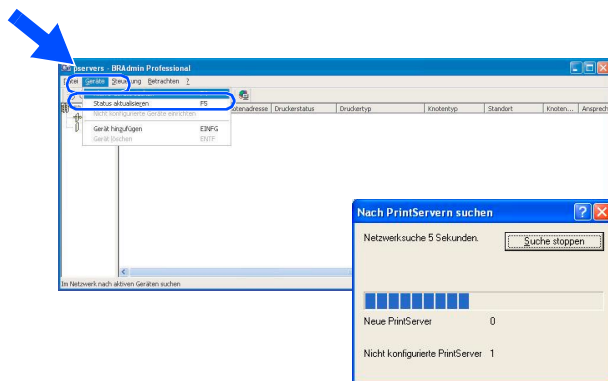 pservers - BRAdmin Professional
Geräte Steuerung Betrachten ?
Status aktualisieren F5
Nicht konfigurierte Geräte einrichten
Gerät hinzufügen EINFG
Gerät löschen ENTF
Druckerstatus Druckertyp Knotentyp Standort Knoten... Ansprech
Im Netzwerk nach aktiven Geräten suchen
Nach PrintServern suchen
Netzwerksuche 5 Sekunden.
Suche stoppen
Neue PrintServer 0
Nicht konfigurierte PrintServer 1